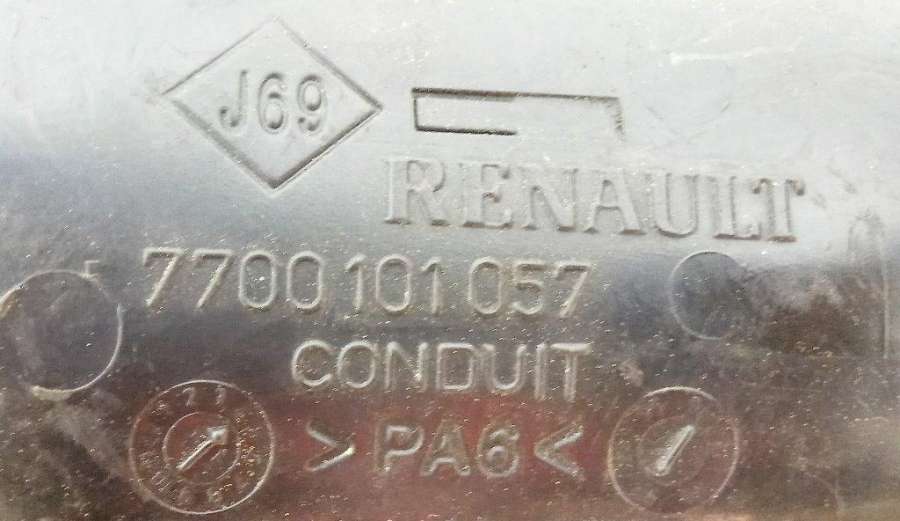 J69
RENAULT
7700 101 057
CONDUIT
>PA6<